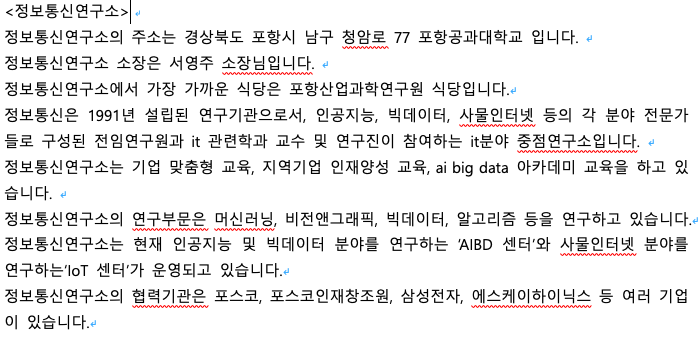 <정보통신연구소>
정보통신연구소의 주소는 경상북도 포항시 남구 청암로 77 포항공과대학교 입니다.
정보통신연구소 소장은 서영주 소장님입니다.
정보통신연구소에서 가장 가까운 식당은 포항산업과학연구원 식당입니다.
정보통신은 1991년 설립된 연구기관으로서, 인공지능, 빅데이터, 사물인터넷 등의 각 분야 전문가
들로 구성된 전임연구원과 it 관련학과 교수 및 연구진이 참여하는 it분야 중점연구소입니다.
정보통신연구소는 기업 맞춤형 교육, 지역기업 인재양성 교육, ai big data 아카데미 교육을 하고 있
습니다.
정보통신연구소의 연구부문은 머신러닝, 비전앤그래픽, 빅데이터, 알고리즘 등을 연구하고 있습니다.
정보통신연구소는 현재 인공지능 및 빅데이터 분야를 연구하는 'AIBD 센터'와 사물인터넷 분야를
연구하는'IoT 센터'가 운영되고 있습니다.
정보통신연구소의 협력기관은 포스코, 포스코인재창조원, 삼성전자, 에스케이하이닉스 등 여러 기업
이 있습니다.